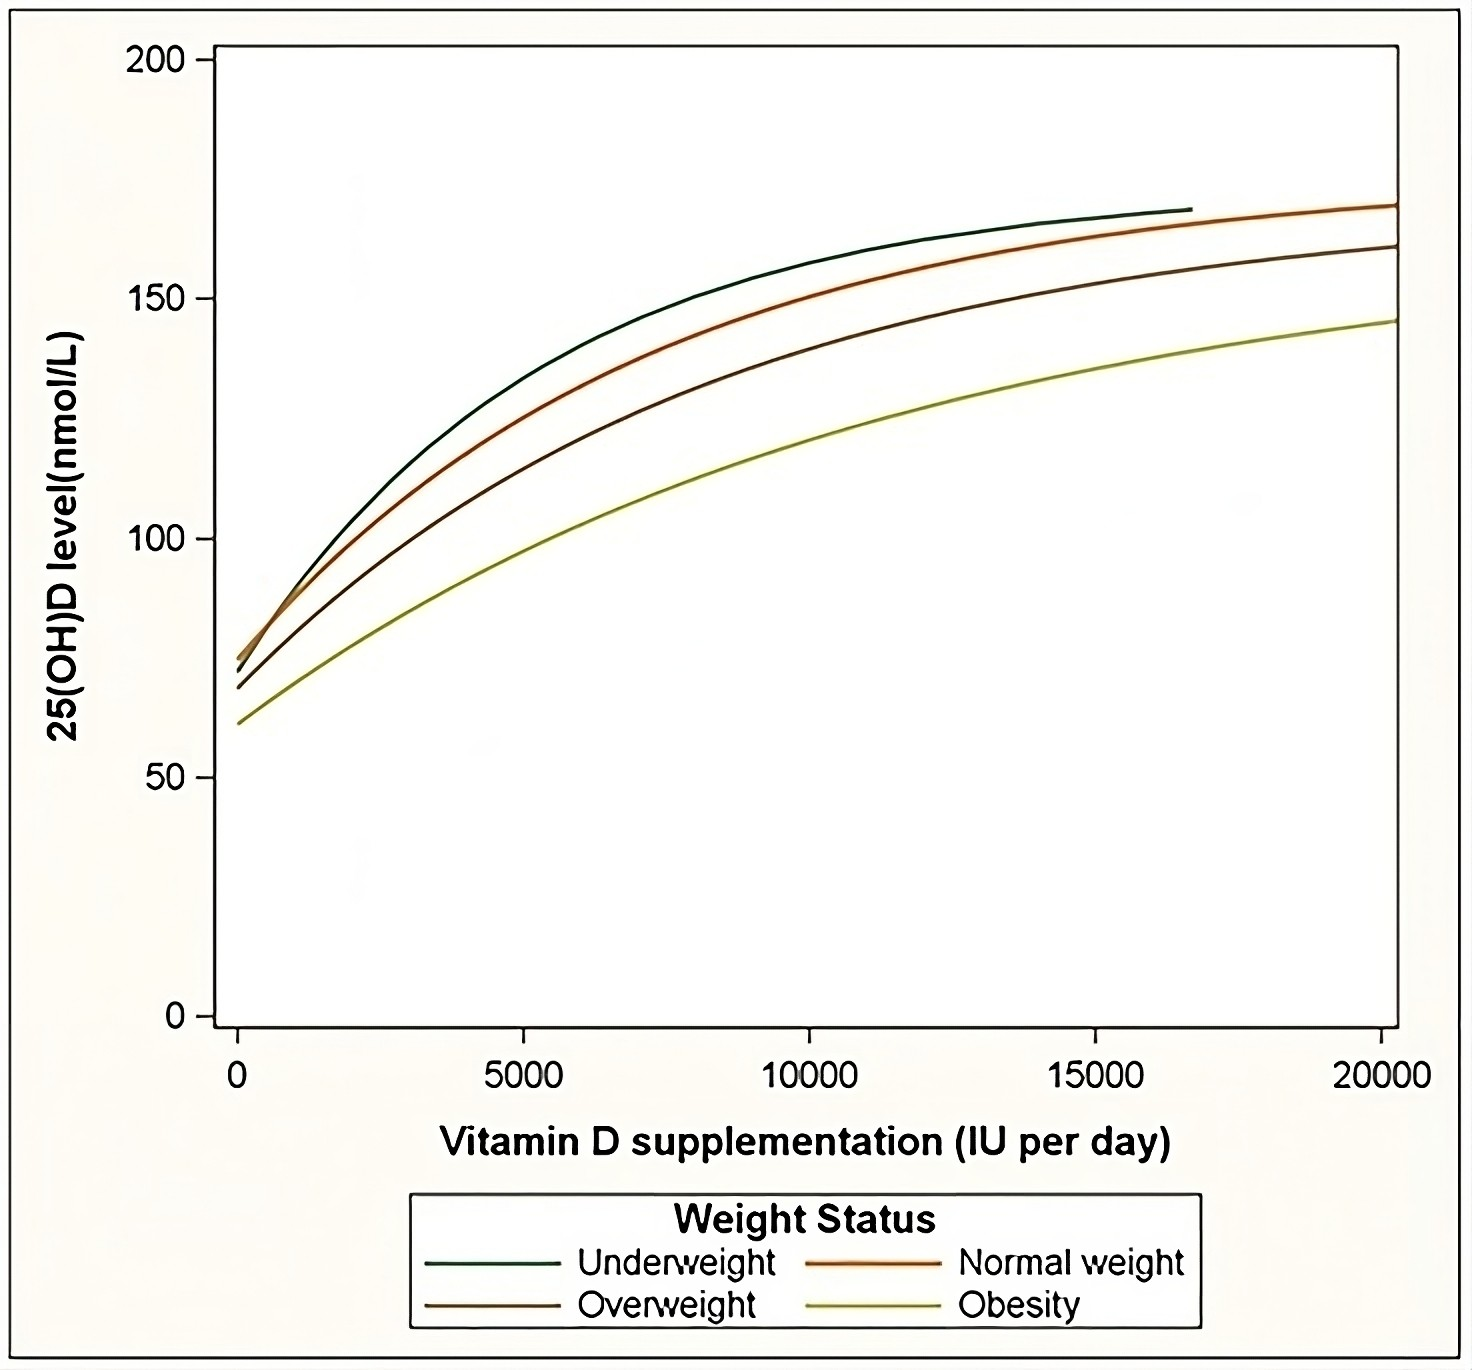 200
150
100
50
0
25(OH)D level(nmol/L)
0 5000 10000 15000 20000
Vitamin D supplementation (IU per day)
Weight Status
Underweight Normal weight
Overweight Obesity